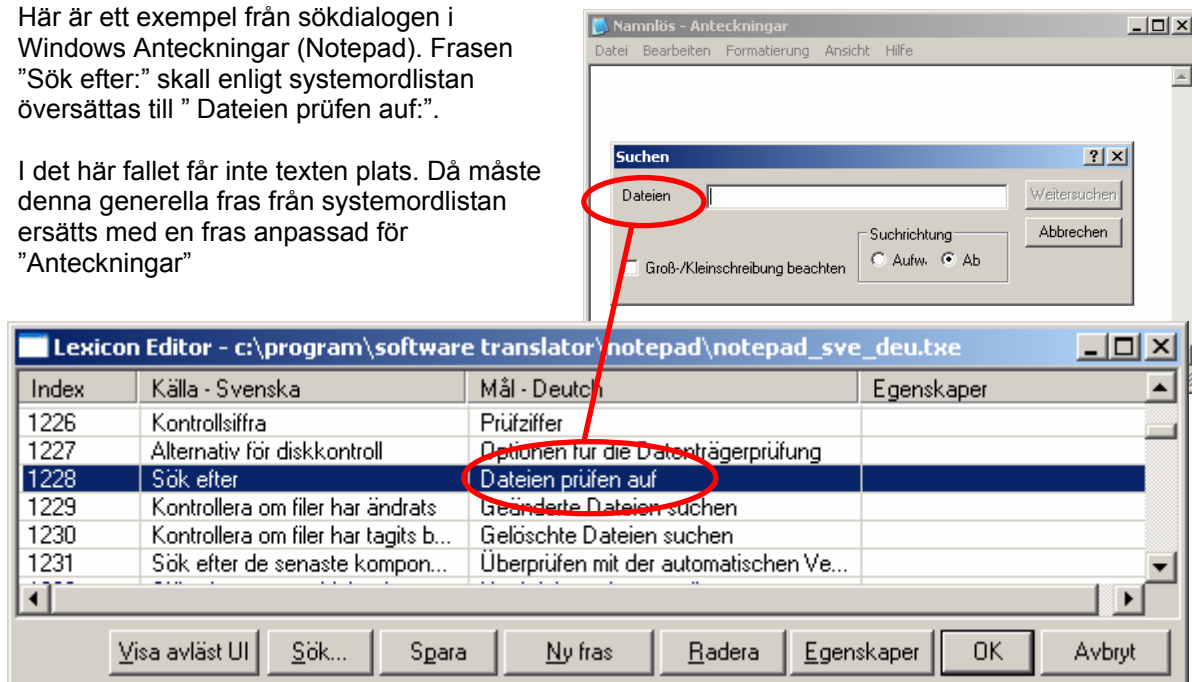 Här är ett exempel från sökdialogen i
Windows Anteckningar (Notepad). Frasen
”Sök efter:” skall enligt systemordlistan
översättas till ” Dateien prüfen auf:”.
I det här fallet får inte texten plats. Då måste
denna generella fras från systemordlistan
ersätts med en fras anpassad för
”Anteckningar”
Namnlös - Anteckningar
Datei Bearbeiten Formatierung Ansicht Hilfe
Suchen
Dateien
Weitersuchen
Suchrichtung
Abbrechen
Groß-/Kleinschreibung beachten
Aufw. Ab
Lexicon Editor - c:\program\software translator\notepad\notepad_sve_deu.txe
Index Källa - Svenska Mål - Deutch Egenskaper
1226 Kontrollsiffra Prüfziffer
1227 Alternativ för diskkontroll Optionen für die Datenträgerprüfung
1228 Sök efter Dateien prüfen auf
1229 Kontrollera om filer har ändrats Geänderte Dateien suchen
1230 Kontrollera om filer har tagits b... Gelöschte Dateien suchen
1231 Sök efter de senaste kompon... Überprüfen mit der automatischen Ve...
Visa avläst UI Sök... Spara Ny fras Radera Egenskaper OK Avbryt